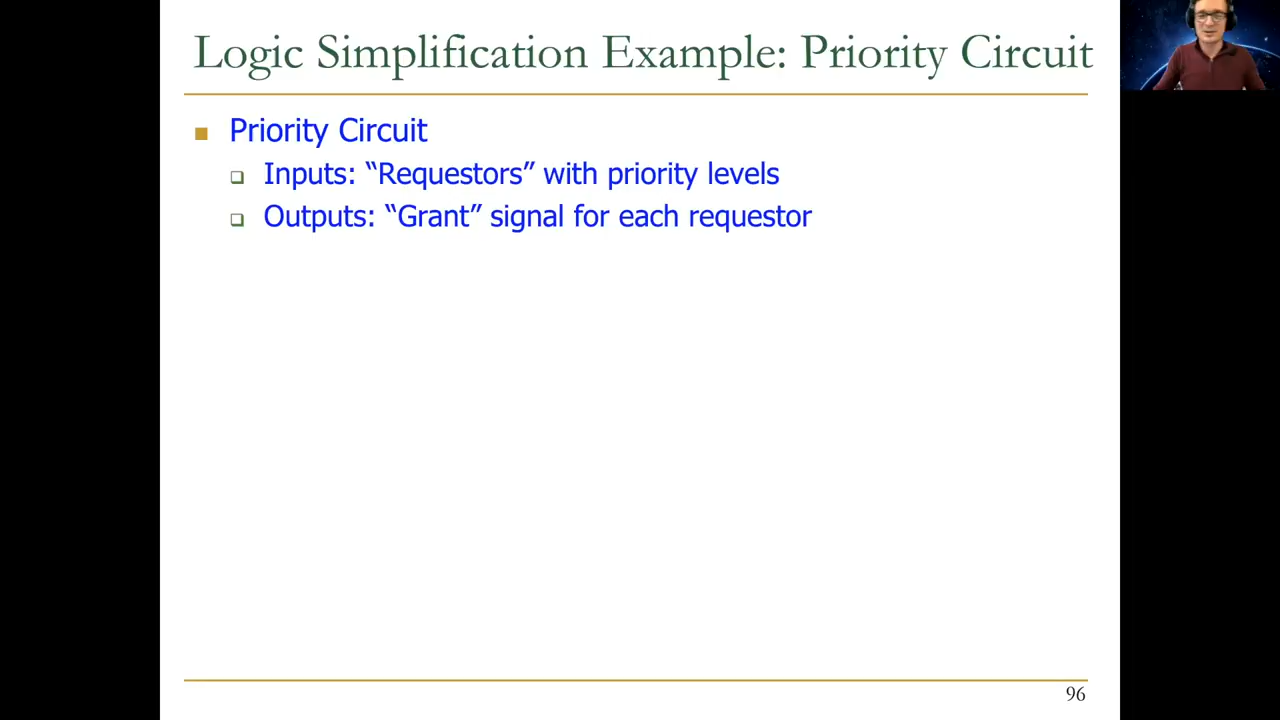 Logic Simplification Example: Priority Circuit
Priority Circuit
Inputs: “Requestors” with priority levels
Outputs: “Grant” signal for each requestor
96